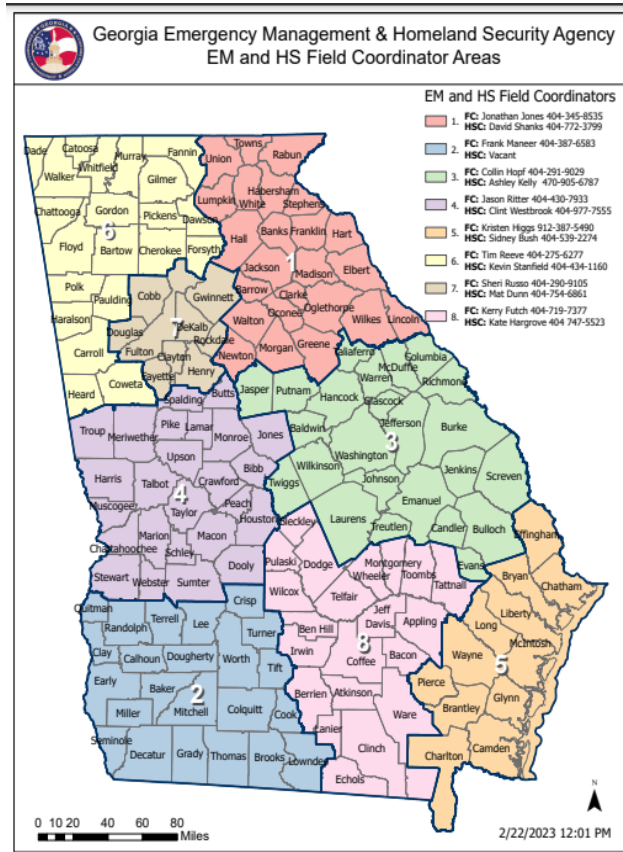 Georgia Emergency Management & Homeland Security Agency
EM and HS Field Coordinator Areas
EM and HS Field Coordinators
1. FC: Jonathan Jones 404-345-8535
HSC: David Shanks 404-772-3799
2. FC: Frank Maneer 404-387-6583
HSC: Vacant
3. FC: Collin Hopf 404-291-9029
HSC: Ashley Kelly 470-905-6787
4. FC: Jason Ritter 404-430-7933
HSC: Clint Westbrook 404-977-7555
5. FC: Kristen Higgs 912-387-5490
HSC: Sidney Bush 404-539-2274
6. FC: Tim Reeve 404-275-6277
HSC: Kevin Stanfield 404-434-1160
7. FC: Sheri Russo 404-290-9105
HSC: Mat Dunn 404-754-6861
8. FC: Kerry Futch 404-719-7377
HSC: Kate Hargrove 404 747-5523
Dade
Catoosa
Whitfield
Murray
Fannin
Walker
Gilmer
Chattooga
Gordon
Pickens
Dawson
6
Floyd
Bartow
Cherokee
Forsyth
Polk
Paulding
Haralson
Carroll
Heard
Coweta
Towns
Union
Rabun
Lumpkin
White
Habersham
Stephens
Hall
Banks
Franklin
Hart
1
Jackson
Madison
Elbert
Barrow
Clarke
Oconee
Oglethorpe
Walton
Wilkes
Lincoln
Newton
Morgan
Greene
Cobb
Gwinnett
7
DeKalb
Douglas
Rockdale
Fulton
Clayton
Fayette
Henry
Taliaferro
Columbia
McDuffie
Warren
Richmond
Jasper
Putnam
Hancock
Glascock
Baldwin
Jefferson
Burke
3
Washington
Wilkinson
Jenkins
Screven
Twiggs
Johnson
Emanuel
Laurens
Treutlen
Candler
Bulloch
Evans
Spalding
Butts
Pike
Lamar
Troup
Meriwether
Monroe
Jones
Upson
Bibb
Harris
Talbot
Crawford
4
Peach
Muscogee
Taylor
Houston
Marion
Macon
Chattahoochee
Schley
Stewart
Webster
Sumter
Dooly
Bleckley
Pulaski
Dodge
Montgomery
Wheeler
Toombs
Tattnall
Wilcox
Telfair
Jeff
Davis
Appling
Ben Hill
8
Irwin
Coffee
Bacon
Berrien
Atkinson
Ware
Lanier
Clinch
Echols
Effingham
Bryan
Chatham
Liberty
Long
McIntosh
Wayne
5
Pierce
Glynn
Brantley
Camden
Charlton
Quitman
Crisp
Randolph
Terrell
Lee
Turner
Clay
Calhoun
Dougherty
Worth
Tift
Early
Baker
2
Mitchell
Colquitt
Cook
Miller
Seminole
Decatur
Grady
Thomas
Brooks
Lowndes
0 10 20 40 60 80
Miles
N
2/22/2023 12:01 PM